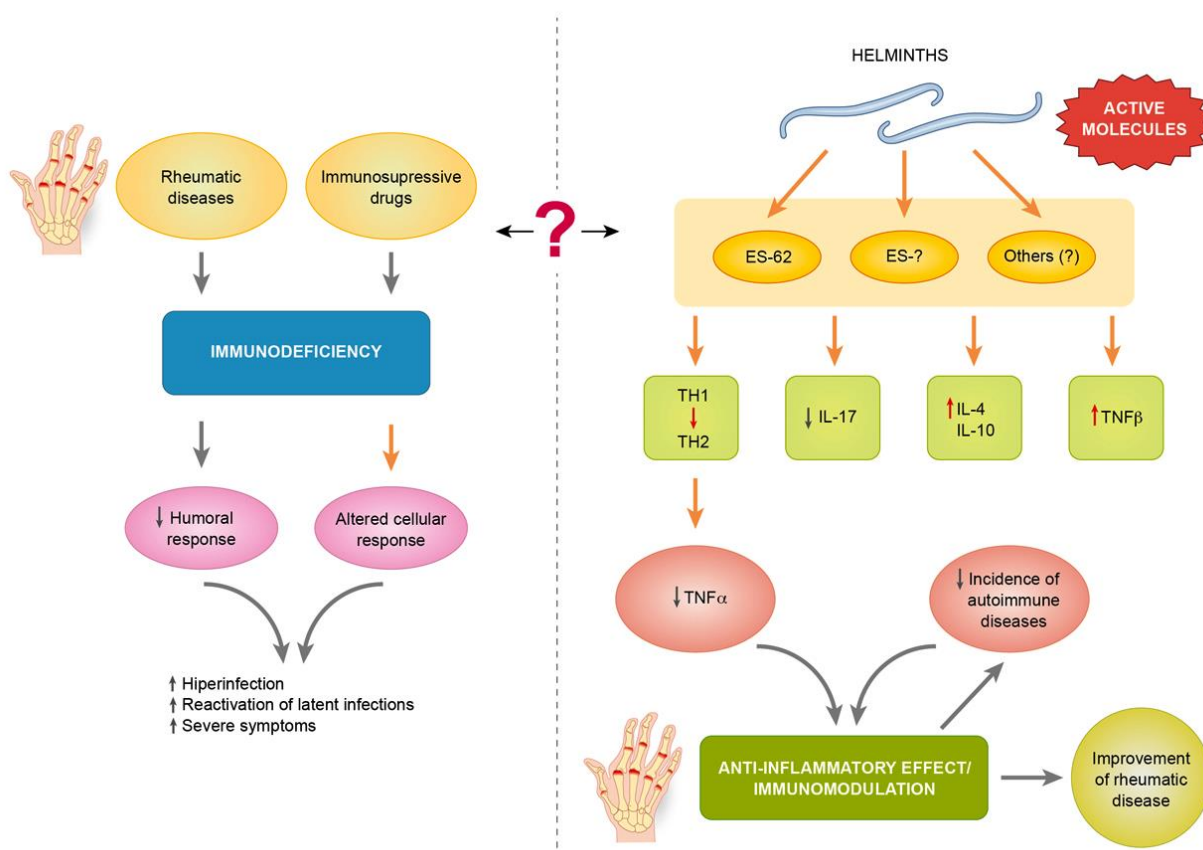 Rheumatic
diseases
Immunosupressive
drugs
IMMUNODEFICIENCY
↓ Humoral
response
Altered cellular
response
↑ Hiperinfection
↑ Reactivation of latent infections
↑ Severe symptoms
?
HELMINTHS
ACTIVE
MOLECULES
ES-62
ES-?
Others (?)
TH1
↓
TH2
↓ IL-17
↑ IL-4
IL-10
↑ TNFβ
↓ TNFα
↓ Incidence of
autoimmune
diseases
ANTI-INFLAMMATORY EFFECT/
IMMUNOMODULATION
Improvement
of rheumatic
disease